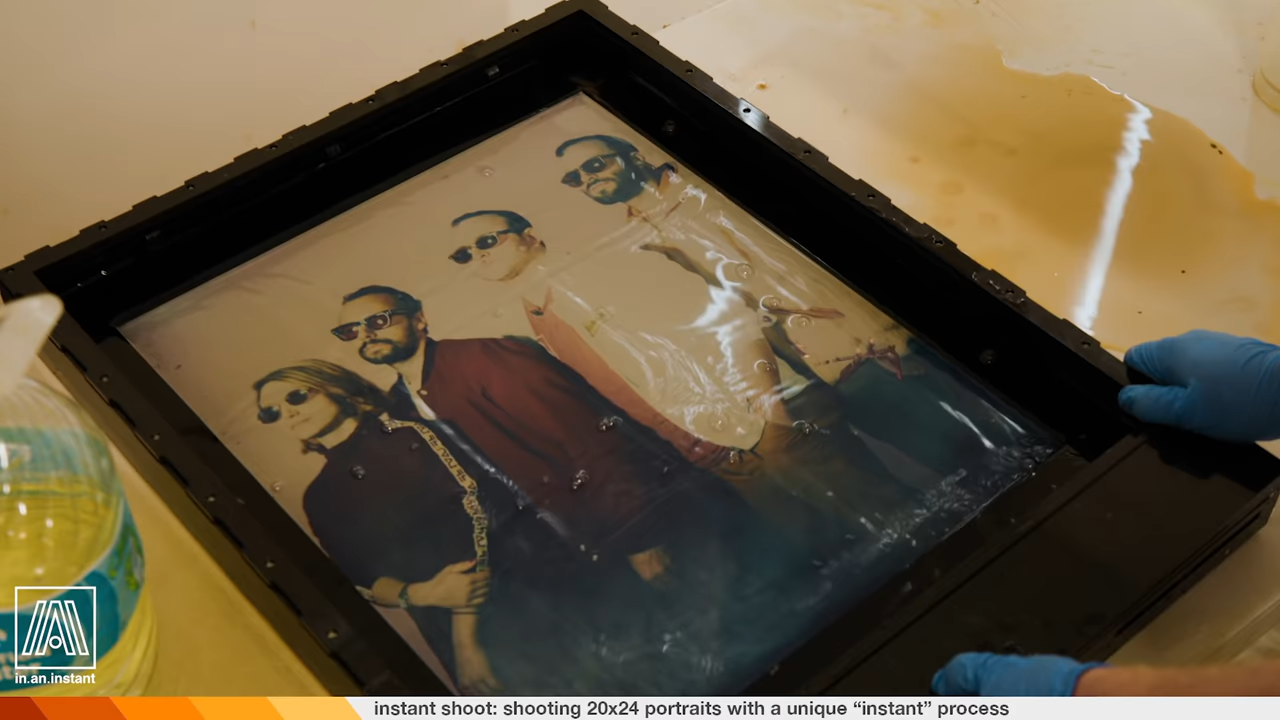 in.an.instant
instant shoot: shooting 20x24 portraits with a unique “instant” process